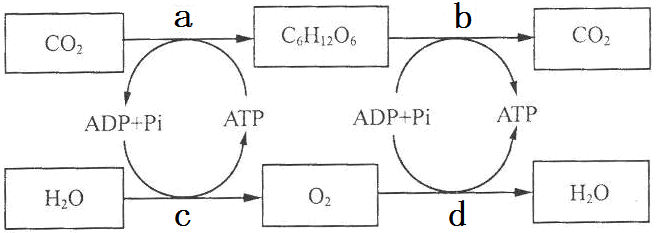 a b
CO₂ C₆H₁₂O₆ CO₂
ADP+Pi ATP ADP+Pi ATP
H₂O O₂ H₂O
c d